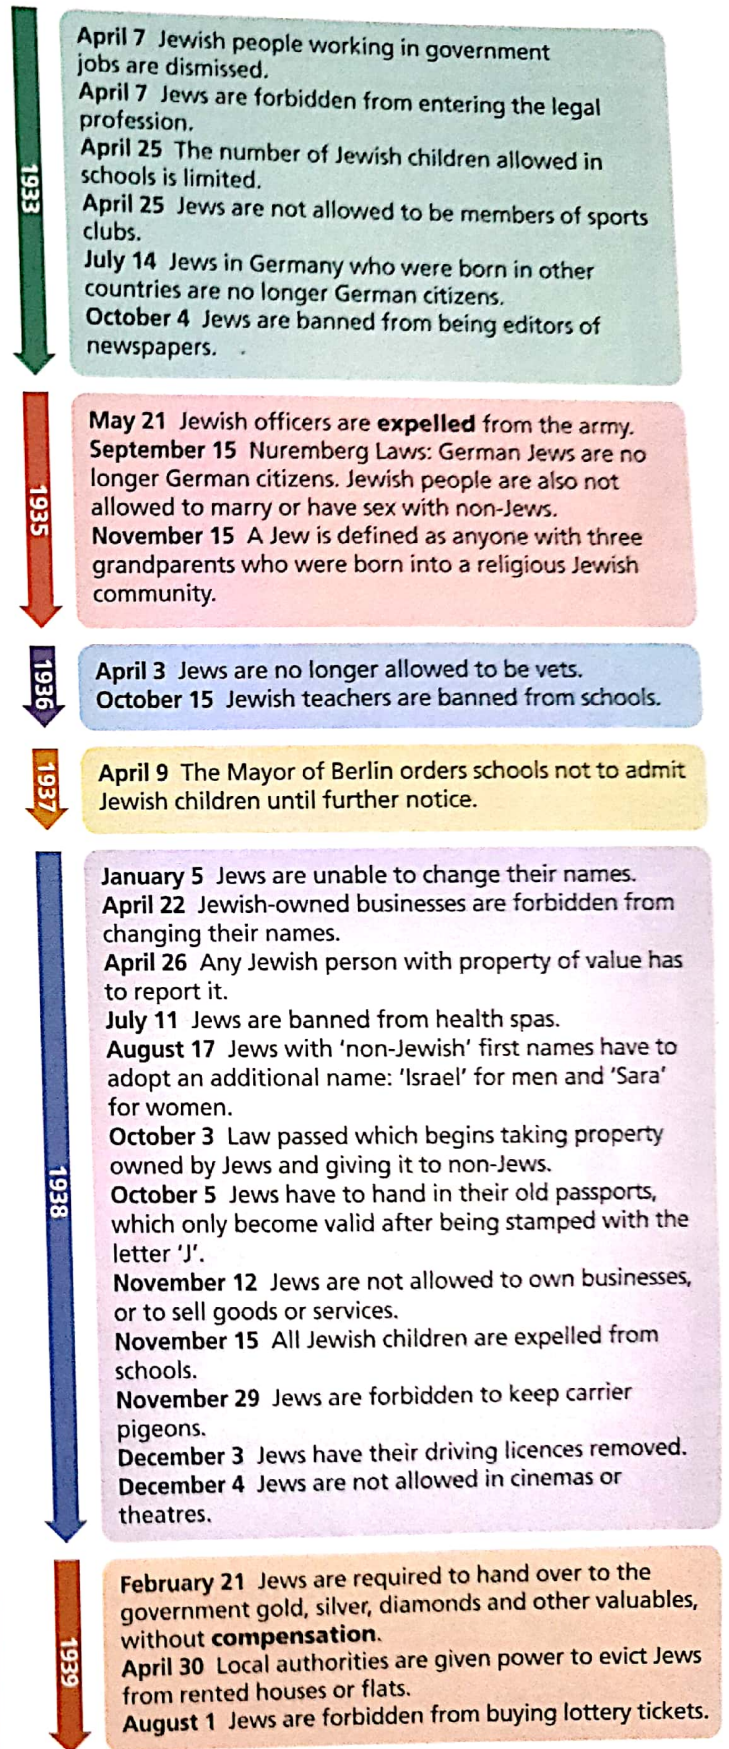 1933
April 7 Jewish people working in government
jobs are dismissed.
April 7 Jews are forbidden from entering the legal
profession.
April 25 The number of Jewish children allowed in
schools is limited.
April 25 Jews are not allowed to be members of sports
clubs.
July 14 Jews in Germany who were born in other
countries are no longer German citizens.
October 4 Jews are banned from being editors of
newspapers.
1935
May 21 Jewish officers are expelled from the army.
September 15 Nuremberg Laws: German Jews are no
longer German citizens. Jewish people are also not
allowed to marry or have sex with non-Jews.
November 15 A Jew is defined as anyone with three
grandparents who were born into a religious Jewish
community.
1936
April 3 Jews are no longer allowed to be vets.
October 15 Jewish teachers are banned from schools.
1937
April 9 The Mayor of Berlin orders schools not to admit
Jewish children until further notice.
1938
January 5 Jews are unable to change their names.
April 22 Jewish-owned businesses are forbidden from
changing their names.
April 26 Any Jewish person with property of value has
to report it.
July 11 Jews are banned from health spas.
August 17 Jews with ‘non-Jewish’ first names have to
adopt an additional name: ‘Israel’ for men and ‘Sara’
for women.
October 3 Law passed which begins taking property
owned by Jews and giving it to non-Jews.
October 5 Jews have to hand in their old passports,
which only become valid after being stamped with the
letter ‘J’.
November 12 Jews are not allowed to own businesses,
or to sell goods or services.
November 15 All Jewish children are expelled from
schools.
November 29 Jews are forbidden to keep carrier
pigeons.
December 3 Jews have their driving licences removed.
December 4 Jews are not allowed in cinemas or
theatres.
1939
February 21 Jews are required to hand over to the
government gold, silver, diamonds and other valuables,
without compensation.
April 30 Local authorities are given power to evict Jews
from rented houses or flats.
August 1 Jews are forbidden from buying lottery tickets.